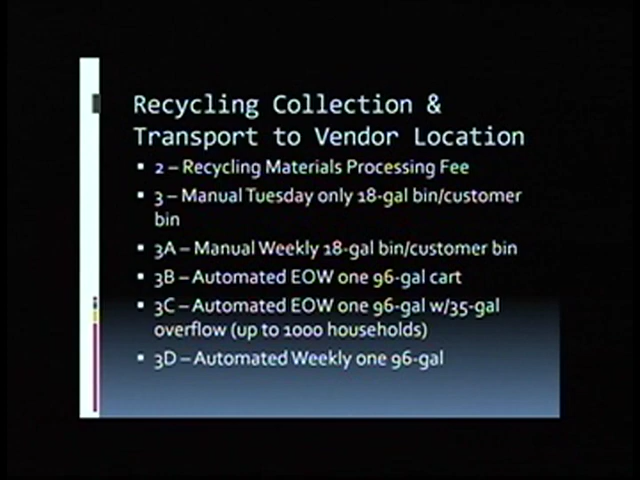 Recycling Collection &
Transport to Vendor Location
▪ 2 – Recycling Materials Processing Fee
▪ 3 – Manual Tuesday only 18-gal bin/customer
bin
▪ 3A – Manual Weekly 18-gal bin/customer bin
▪ 3B – Automated EOW one 96-gal cart
▪ 3C – Automated EOW one 96-gal w/35-gal
overflow (up to 1000 households)
▪ 3D – Automated Weekly one 96-gal